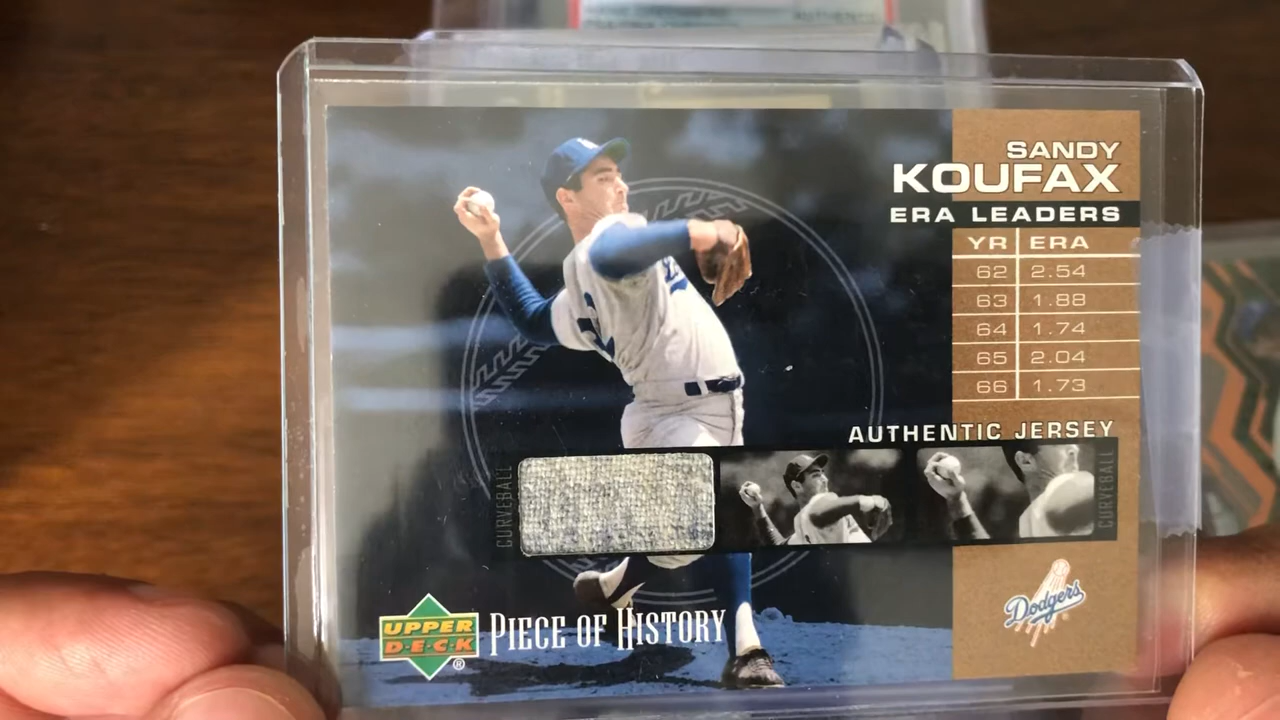 AUTHENTIC
SANDY
KOUFAX
ERA LEADERS
YR ERA
62 2.54
63 1.88
64 1.74
65 2.04
66 1.73
AUTHENTIC JERSEY
CURVEBALL
CURVEBALL
Dodgers
UPPER
D·E·C·K
®
PIECE OF HISTORY